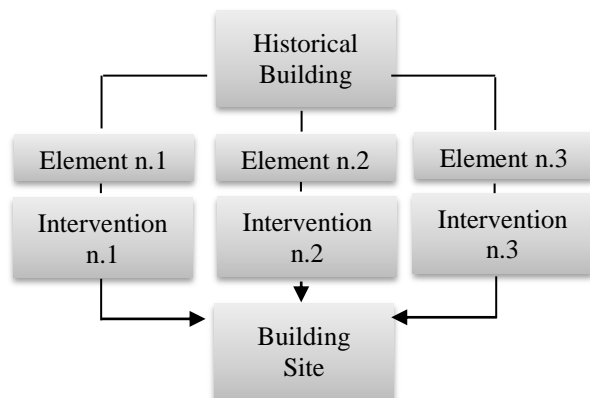 Historical
Building
Element n.1
Element n.2
Element n.3
Intervention
n.1
Intervention
n.2
Intervention
n.3
Building
Site